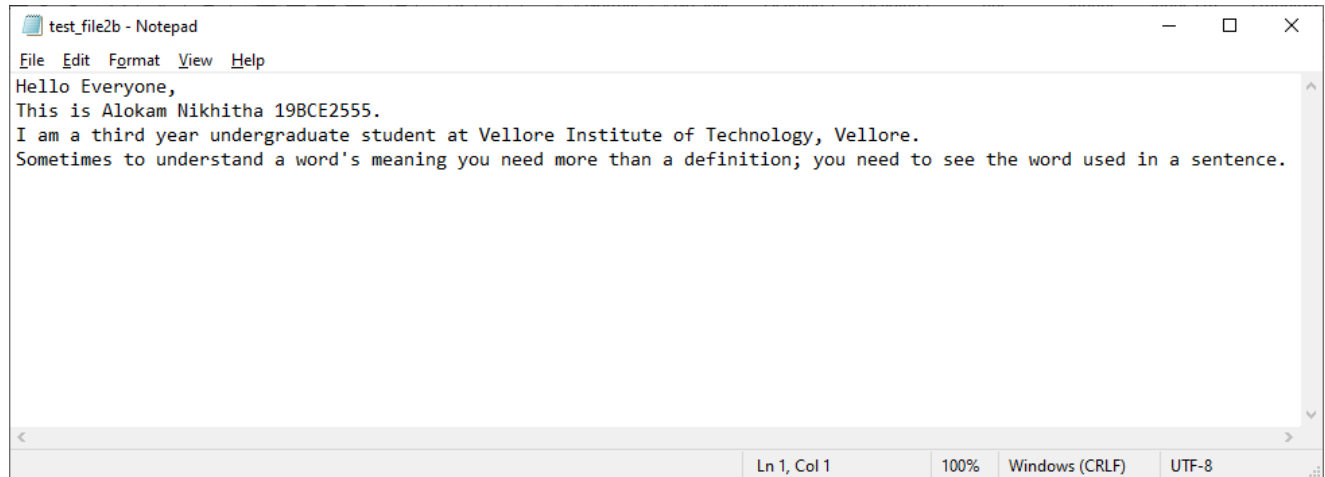 test_file2b - Notepad
File Edit Format View Help
Hello Everyone,
This is Alokam Nikhitha 19BCE2555.
I am a third year undergraduate student at Vellore Institute of Technology, Vellore.
Sometimes to understand a word's meaning you need more than a definition; you need to see the word used in a sentence.
Ln 1, Col 1 100% Windows (CRLF) UTF-8